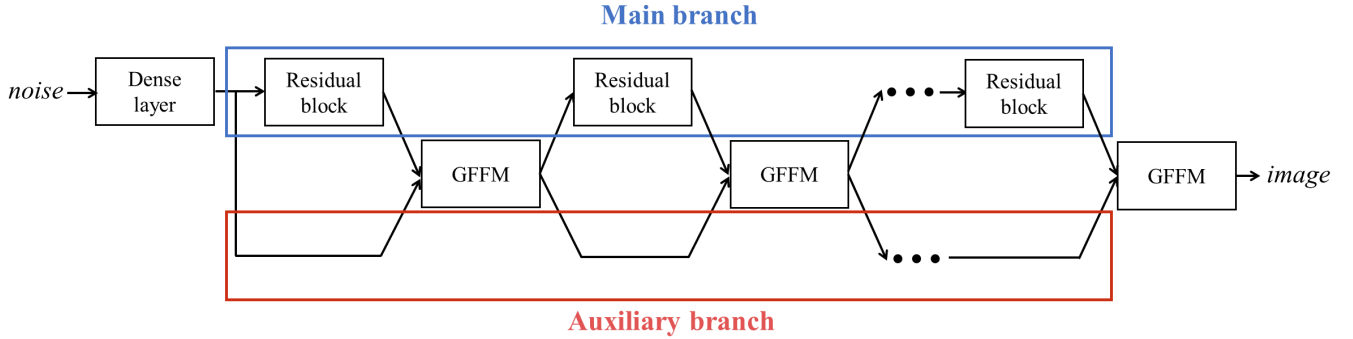 Main branch
noise
Dense
layer
Residual
block
GFFM
Residual
block
GFFM
Residual
block
GFFM
image
Auxiliary branch